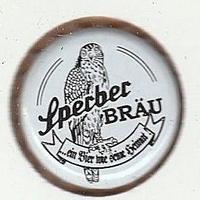 Sperber
BRÄU
...ein Bier wie seine Heimat